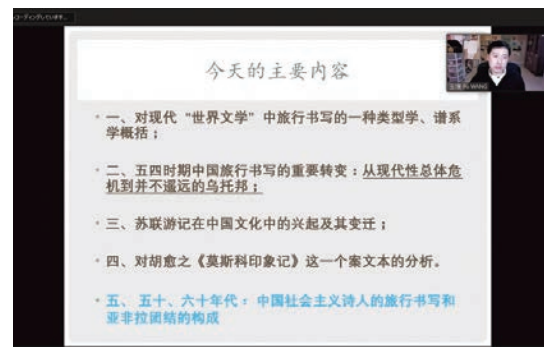 今天的主要内容
一、对现代“世界文学”中旅行书写的一种类型学、谱系
学概括；
二、五四时期中国旅行书写的重要转变：从现代性总体危
机到并不遥远的乌托邦；
三、苏联游记在中国文化中的兴起及其变迁；
四、对胡愈之《莫斯科印象记》这一个案文本的分析。
五、五十、六十年代：中国社会主义诗人的旅行书写和
亚非拉团结的构成